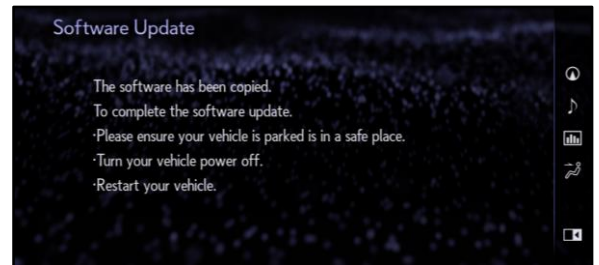 Software Update
The software has been copied.
To complete the software update.
·Please ensure your vehicle is parked is in a safe place.
·Turn your vehicle power off.
·Restart your vehicle.